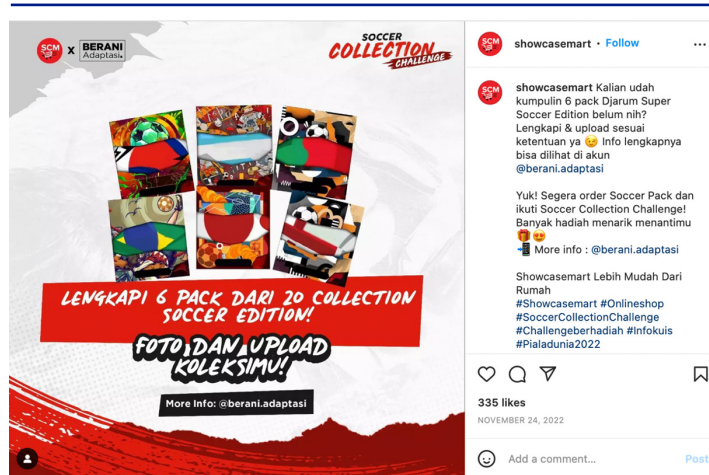 SCM x BERANI
Adaptasi.
SOCCER
COLLECTION
CHALLENGE
LENGKAPI 6 PACK DARI 20 COLLECTION
SOCCER EDITION!
FOTO DAN UPLOAD
KOLEKSIMU!
More Info: @berani.adaptasi
SCM
showcasemart • Follow
SCM
showcasemart Kalian udah
kumpulin 6 pack Djarum Super
Soccer Edition belum nih?
Lengkapi & upload sesuai
ketentuan ya 😉 Info lengkapnya
bisa dilihat di akun
@berani.adaptasi
Yuk! Segera order Soccer Pack dan
ikuti Soccer Collection Challenge!
Banyak hadiah menarik menantimu
🎁😍
📲 More info : @berani.adaptasi
Showcasemart Lebih Mudah Dari
Rumah
#Showcasemart #Onlineshop
#SoccerCollectionChallenge
#Challengeberhadiah #Infokuis
#Pialadunia2022
335 likes
NOVEMBER 24, 2022
Add a comment...
Post